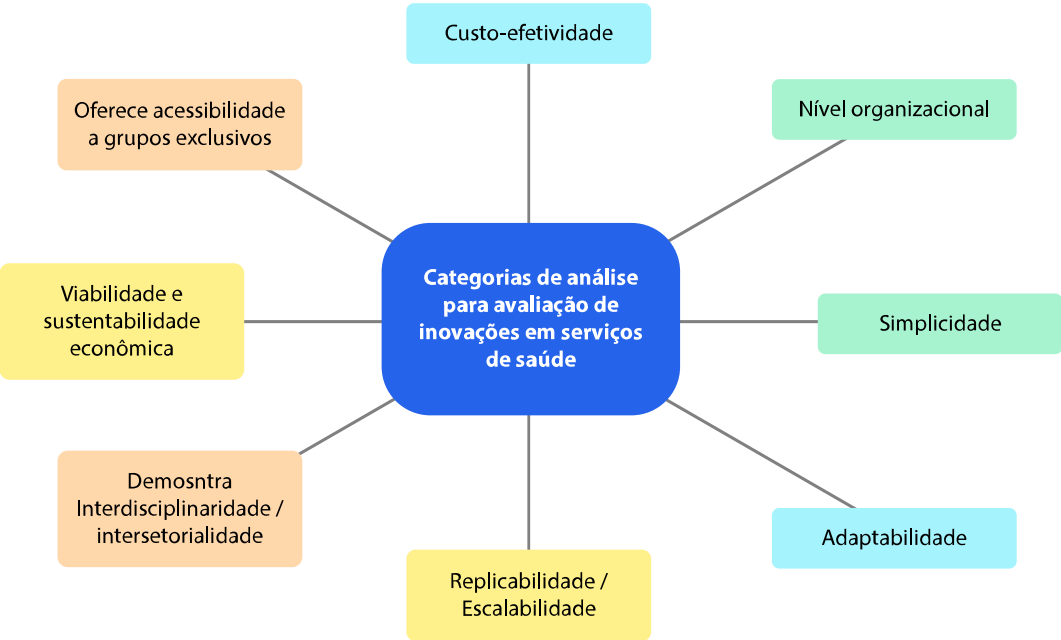 Custo-efetividade
Oferece acessibilidade
a grupos exclusivos
Nível organizacional
Categorias de análise
para avaliação de
inovações em serviços
de saúde
Viabilidade e
sustentabilidade
econômica
Simplicidade
Demosntra
Interdisciplinaridade /
intersetorialidade
Adaptabilidade
Replicabilidade /
Escalabilidade